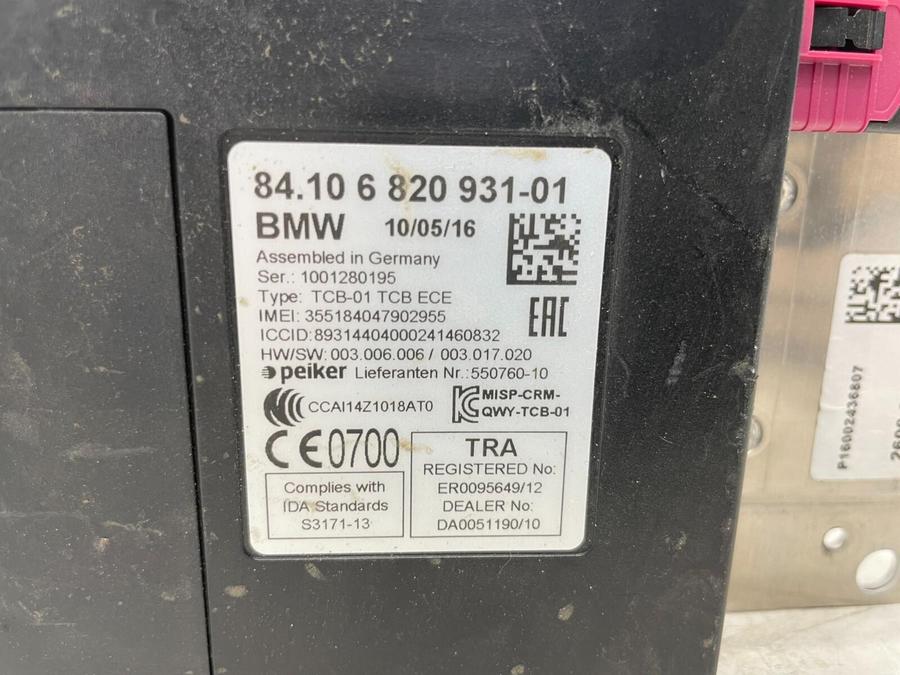 84.10 6 820 931-01
BMW 10/05/16
Assembled in Germany
Ser.: 1001280195
Type: TCB-01 TCB ECE
IMEI: 355184047902955
ICCID: 89314404000241460832
HW/SW: 003.006.006 / 003.017.020
peiker Lieferanten Nr.: 550760-10
EAC
CCAI14Z1018AT0
MISP-CRM-
QWY-TCB-01
CE0700
Complies with
IDA Standards
S3171-13
TRA
REGISTERED No:
ER0095649/12
DEALER No:
DA0051190/10
P16002436807